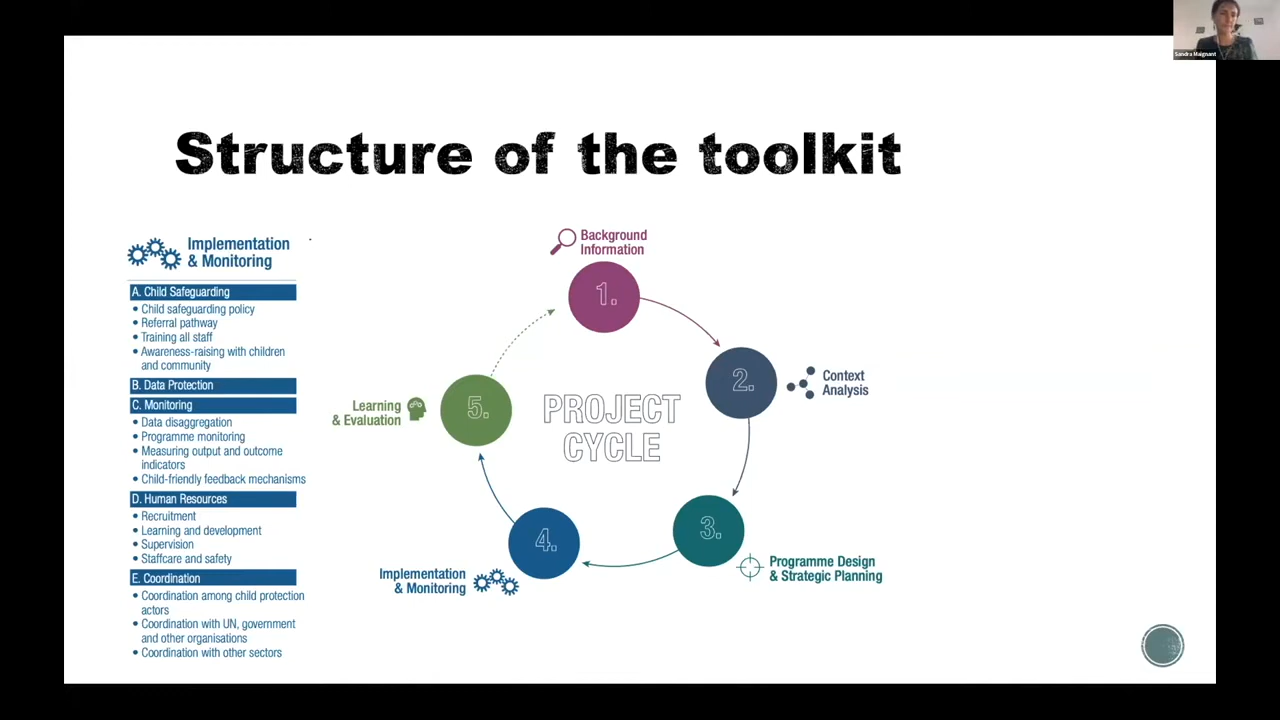 Sandra Maignant
Structure of the toolkit
Implementation
& Monitoring
A. Child Safeguarding
• Child safeguarding policy
• Referral pathway
• Training all staff
• Awareness-raising with children
and community
B. Data Protection
C. Monitoring
• Data disaggregation
• Programme monitoring
• Measuring output and outcome
indicators
• Child-friendly feedback mechanisms
D. Human Resources
• Recruitment
• Learning and development
• Supervision
• Staffcare and safety
E. Coordination
• Coordination among child protection
actors
• Coordination with UN, government
and other organisations
• Coordination with other sectors
Background
Information
1.
2.
Context
Analysis
3.
Programme Design
& Strategic Planning
4.
Implementation
& Monitoring
5.
Learning
& Evaluation
PROJECT
CYCLE